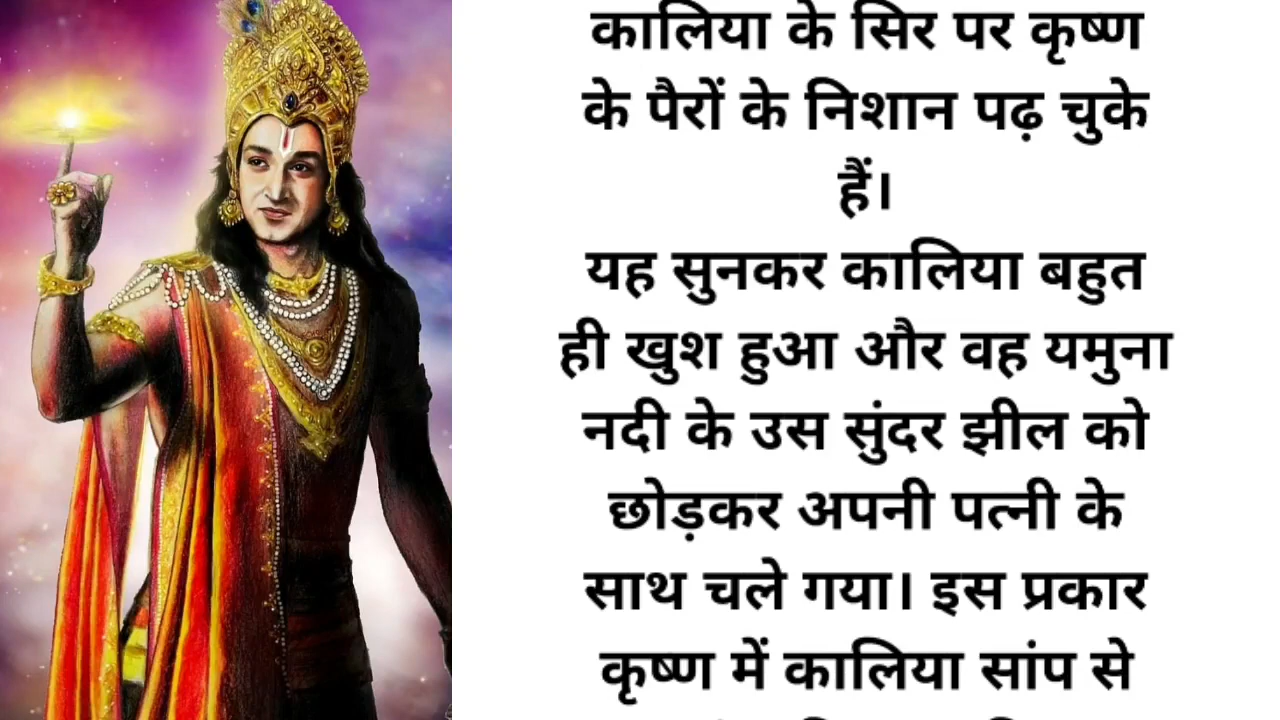 कालिया के सिर पर कृष्ण
के पैरों के निशान पढ़ चुके
हैं।
यह सुनकर कालिया बहुत
ही खुश हुआ और वह यमुना
नदी के उस सुंदर झील को
छोड़कर अपनी पत्नी के
साथ चले गया। इस प्रकार
कृष्ण में कालिया सांप से